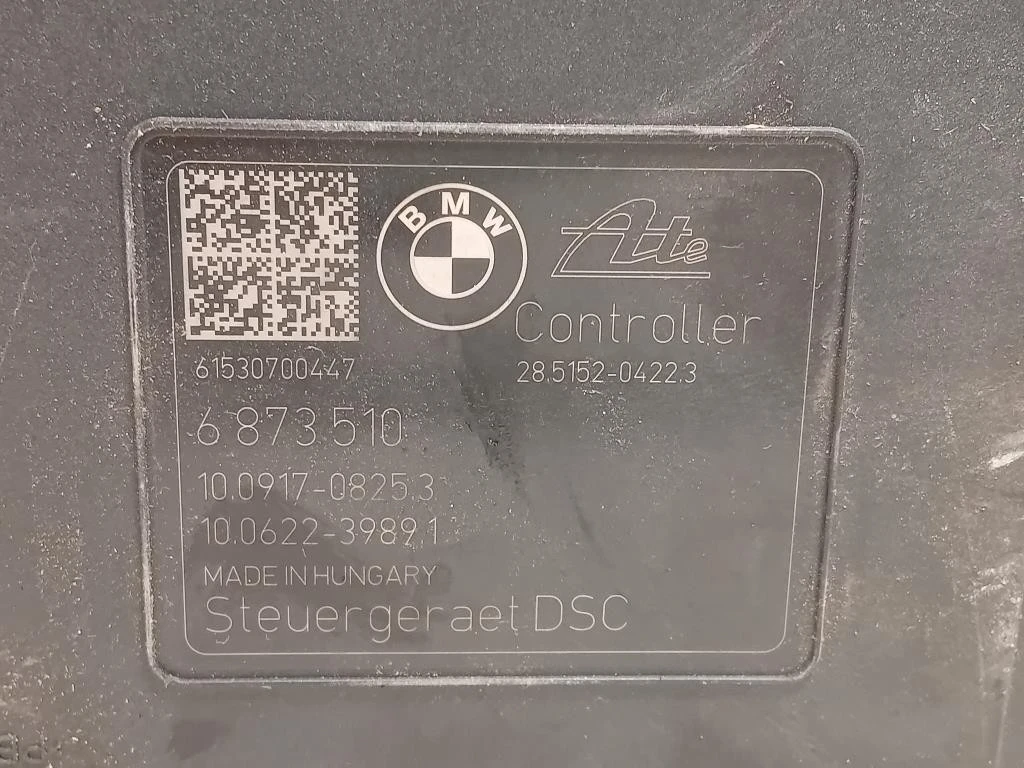 BMW
Ate
Controller
61530700447
28.5152-0422.3
6 873 510
10.0917-0825.3
10.0622-3989.1
MADE IN HUNGARY
Steuergeraet DSC